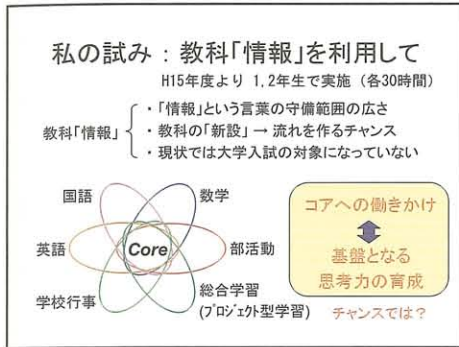 私の試み：教科「情報」を利用して
H15年度より 1,2年生で実施（各30時間）
教科「情報」
・「情報」という言葉の守備範囲の広さ
・教科の「新設」→ 流れを作るチャンス
・現状では大学入試の対象になっていない
国語
数学
英語
Core
部活動
学校行事
総合学習
(プロジェクト型学習)
コアへの働きかけ
基盤となる
思考力の育成
チャンスでは？